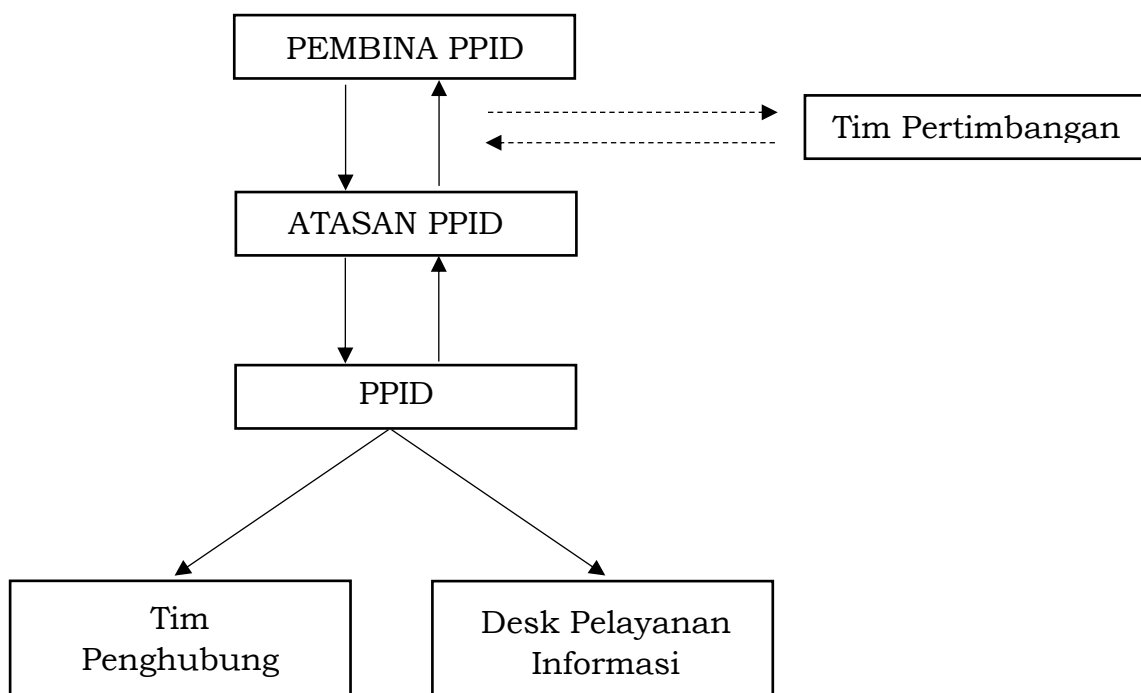 PEMBINA PPID
Tim Pertimbangan
ATASAN PPID
PPID
Tim
Penghubung
Desk Pelayanan
Informasi